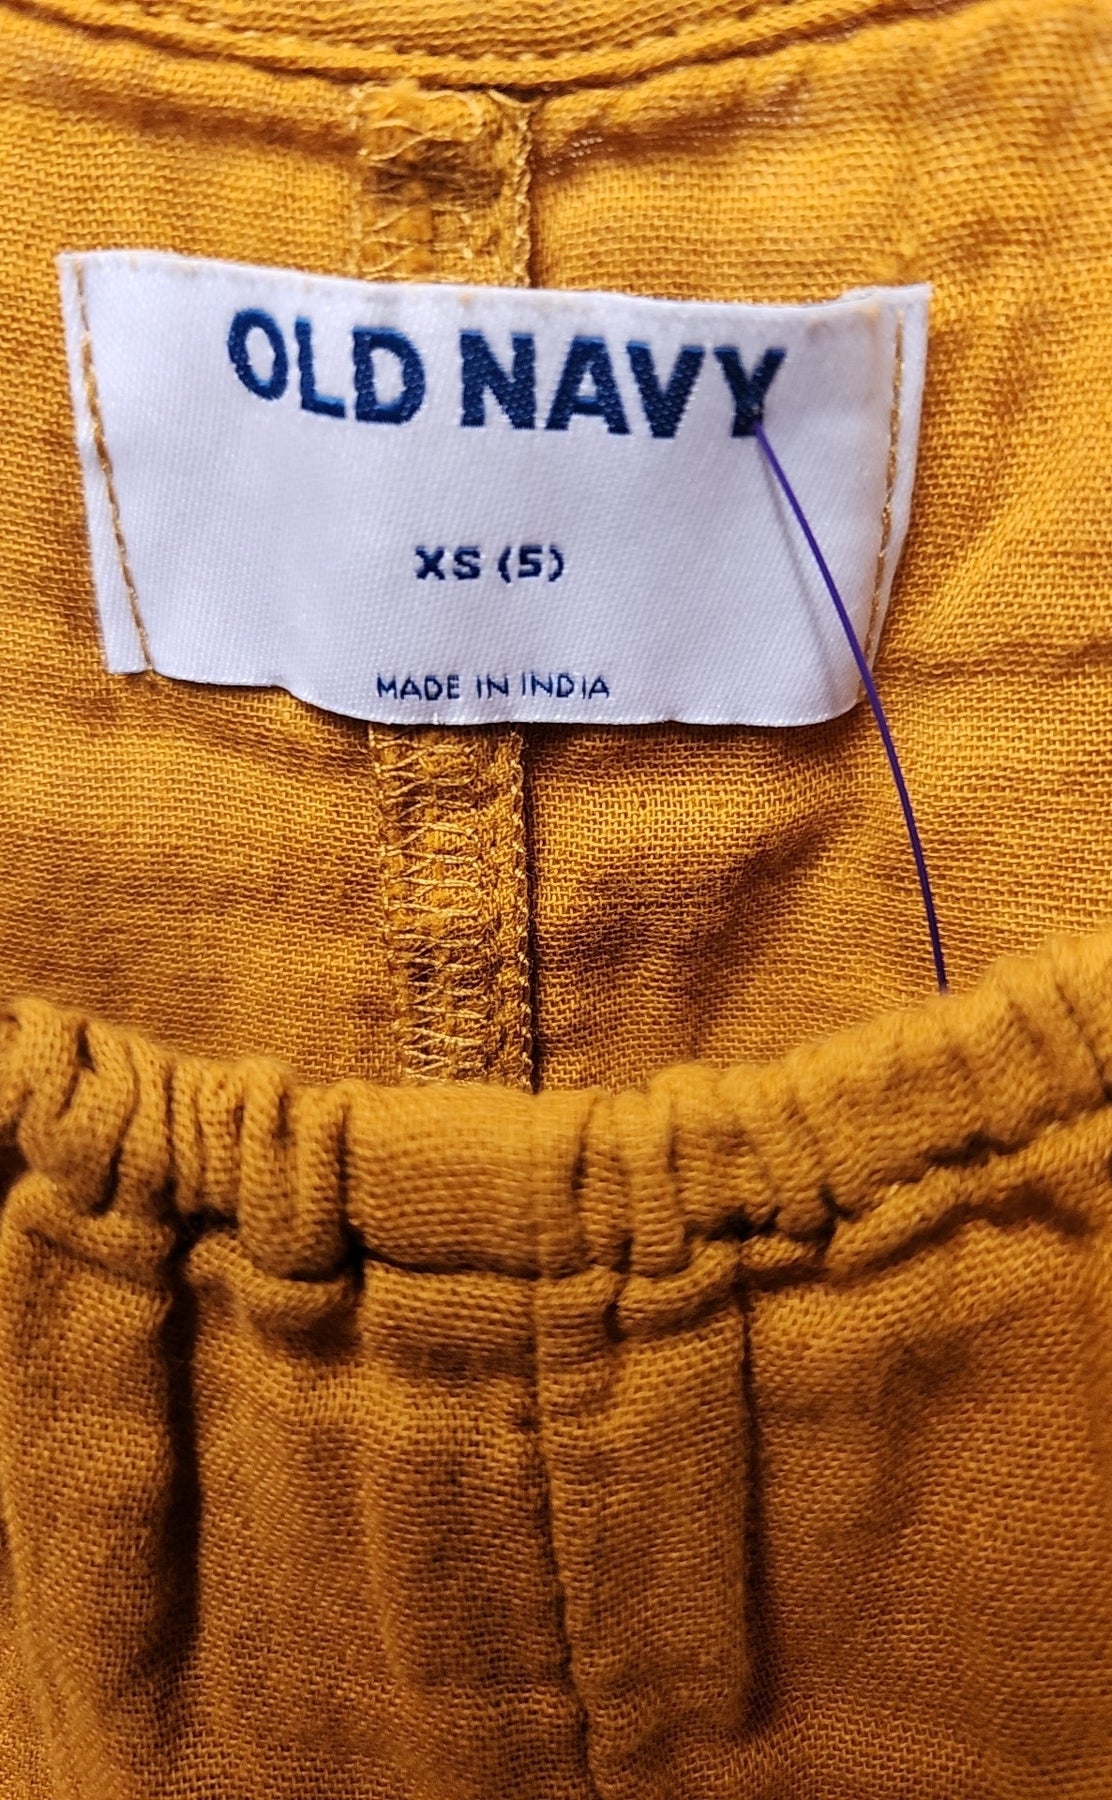 OLD NAVY
XS (5)
MADE IN INDIA